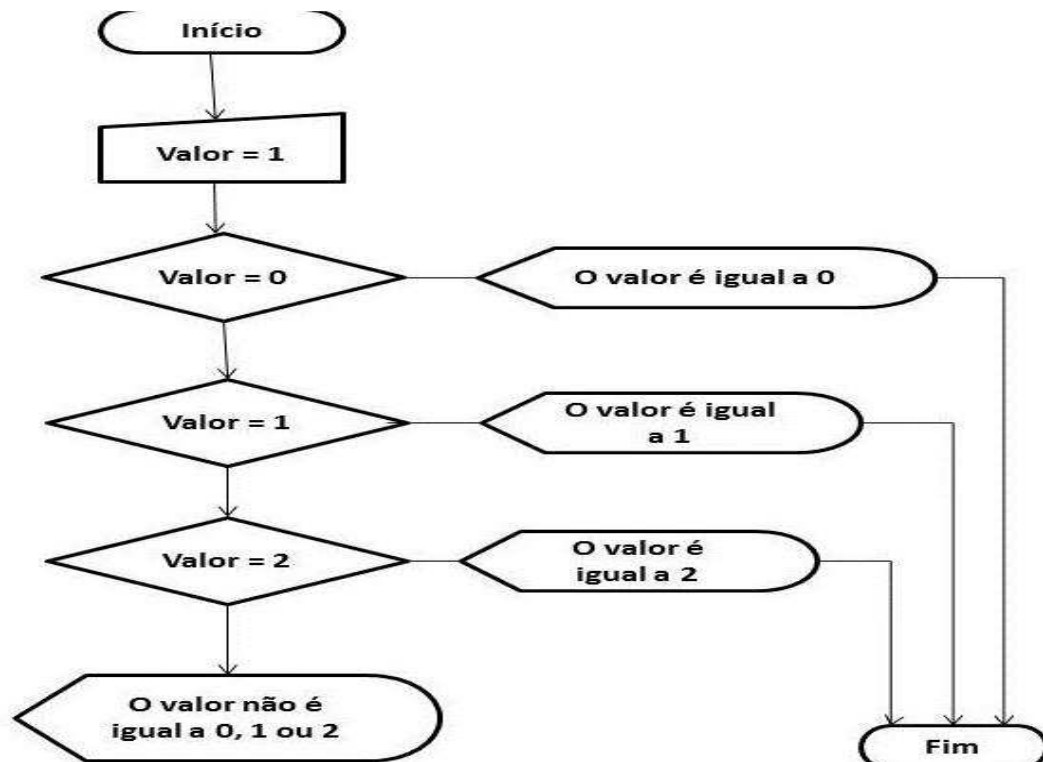 Início
Valor = 1
Valor = 0
O valor é igual a 0
Valor = 1
O valor é igual
a 1
Valor = 2
O valor é
igual a 2
O valor não é
igual a 0, 1 ou 2
Fim